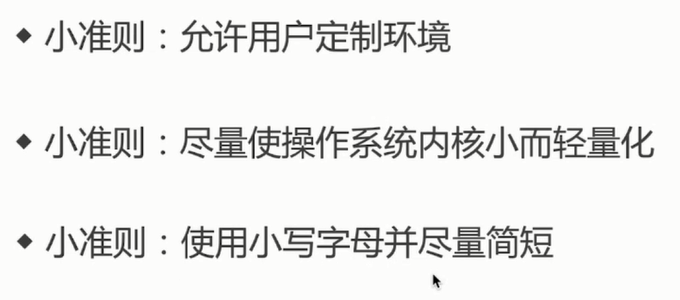 ◆ 小准则：允许用户定制环境
◆ 小准则：尽量使操作系统内核小而轻量化
◆ 小准则：使用小写字母并尽量简短